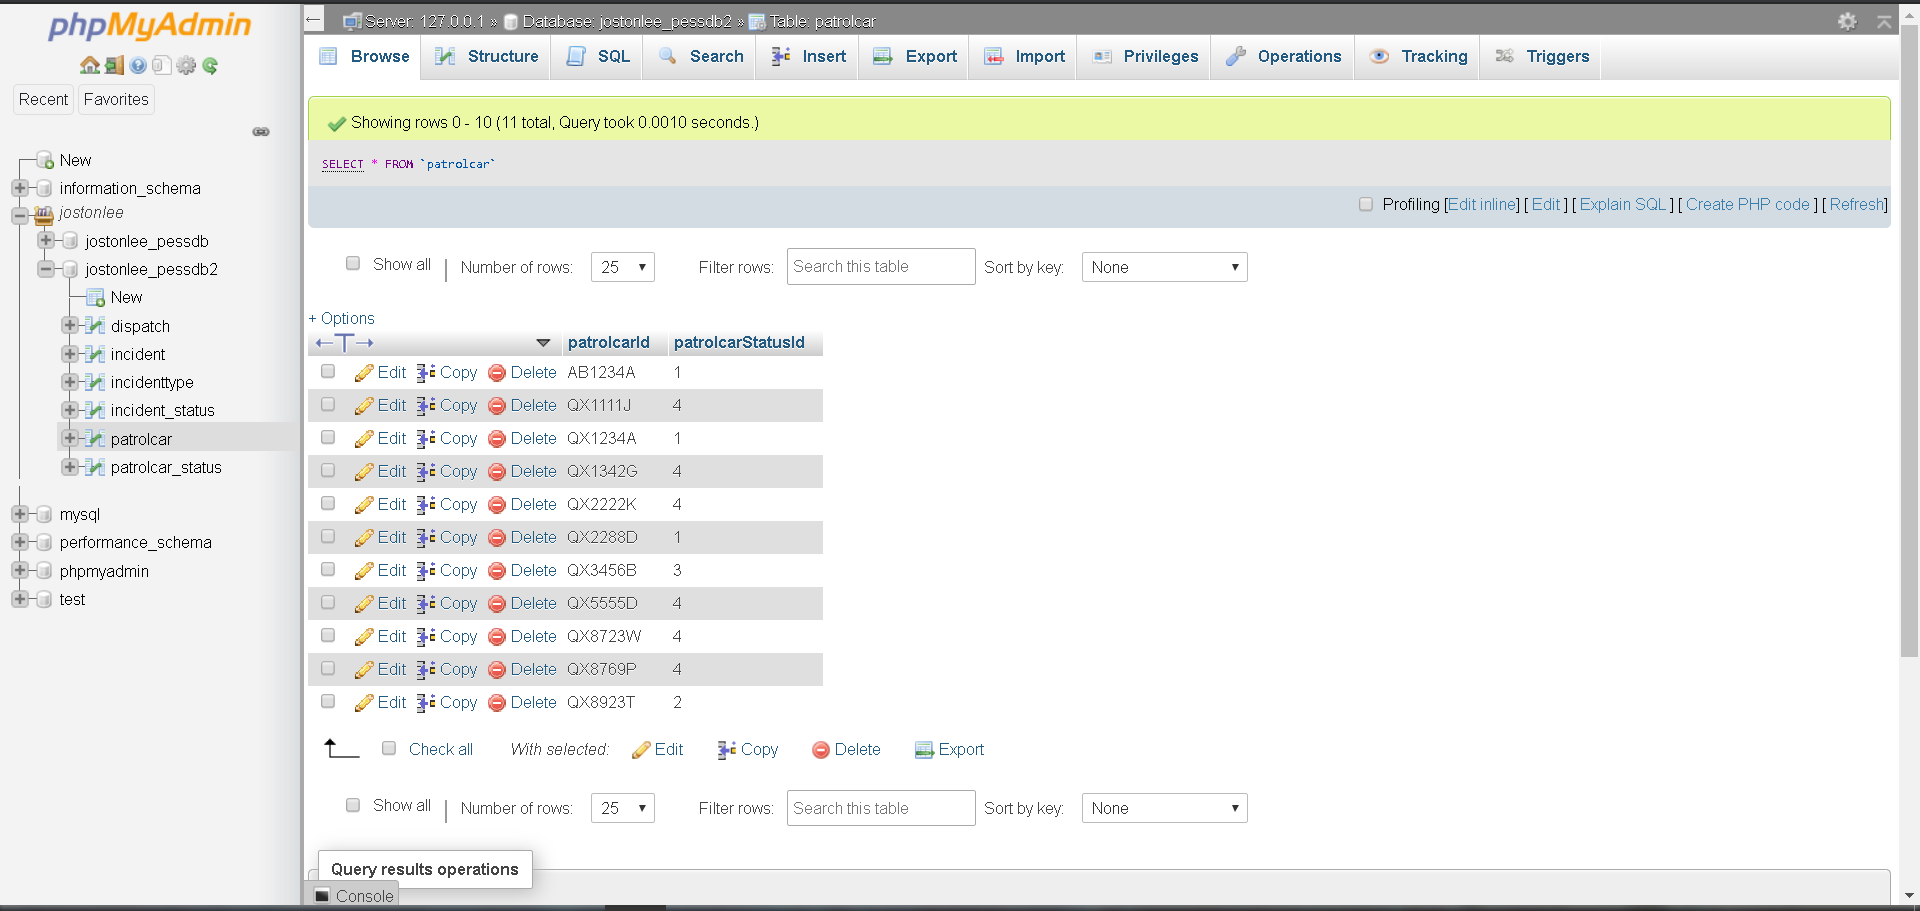 phpMyAdmin
Recent
Favorites
New
information_schema
jostonlee
jostonlee_pessdb
jostonlee_pessdb2
New
dispatch
incident
incidenttype
incident_status
patrolcar
patrolcar_status
mysql
performance_schema
phpmyadmin
test
Server: 127.0.0.1 » Database: jostonlee_pessdb2 » Table: patrolcar
Browse Structure SQL Search Insert Export Import Privileges Operations Tracking Triggers
Showing rows 0 - 10 (11 total, Query took 0.0010 seconds.)
SELECT * FROM `patrolcar`
Profiling [Edit inline] [ Edit ] [ Explain SQL ] [ Create PHP code ] [ Refresh]
Show all | Number of rows: 25 Filter rows: Search this table Sort by key: None
+ Options
←T→ patrolcarId patrolcarStatusId
Edit Copy Delete AB1234A 1
Edit Copy Delete QX1111J 4
Edit Copy Delete QX1234A 1
Edit Copy Delete QX1342G 4
Edit Copy Delete QX2222K 4
Edit Copy Delete QX2288D 1
Edit Copy Delete QX3456B 3
Edit Copy Delete QX5555D 4
Edit Copy Delete QX8723W 4
Edit Copy Delete QX8769P 4
Edit Copy Delete QX8923T 2
Check all With selected: Edit Copy Delete Export
Show all | Number of rows: 25 Filter rows: Search this table Sort by key: None
Query results operations
Console